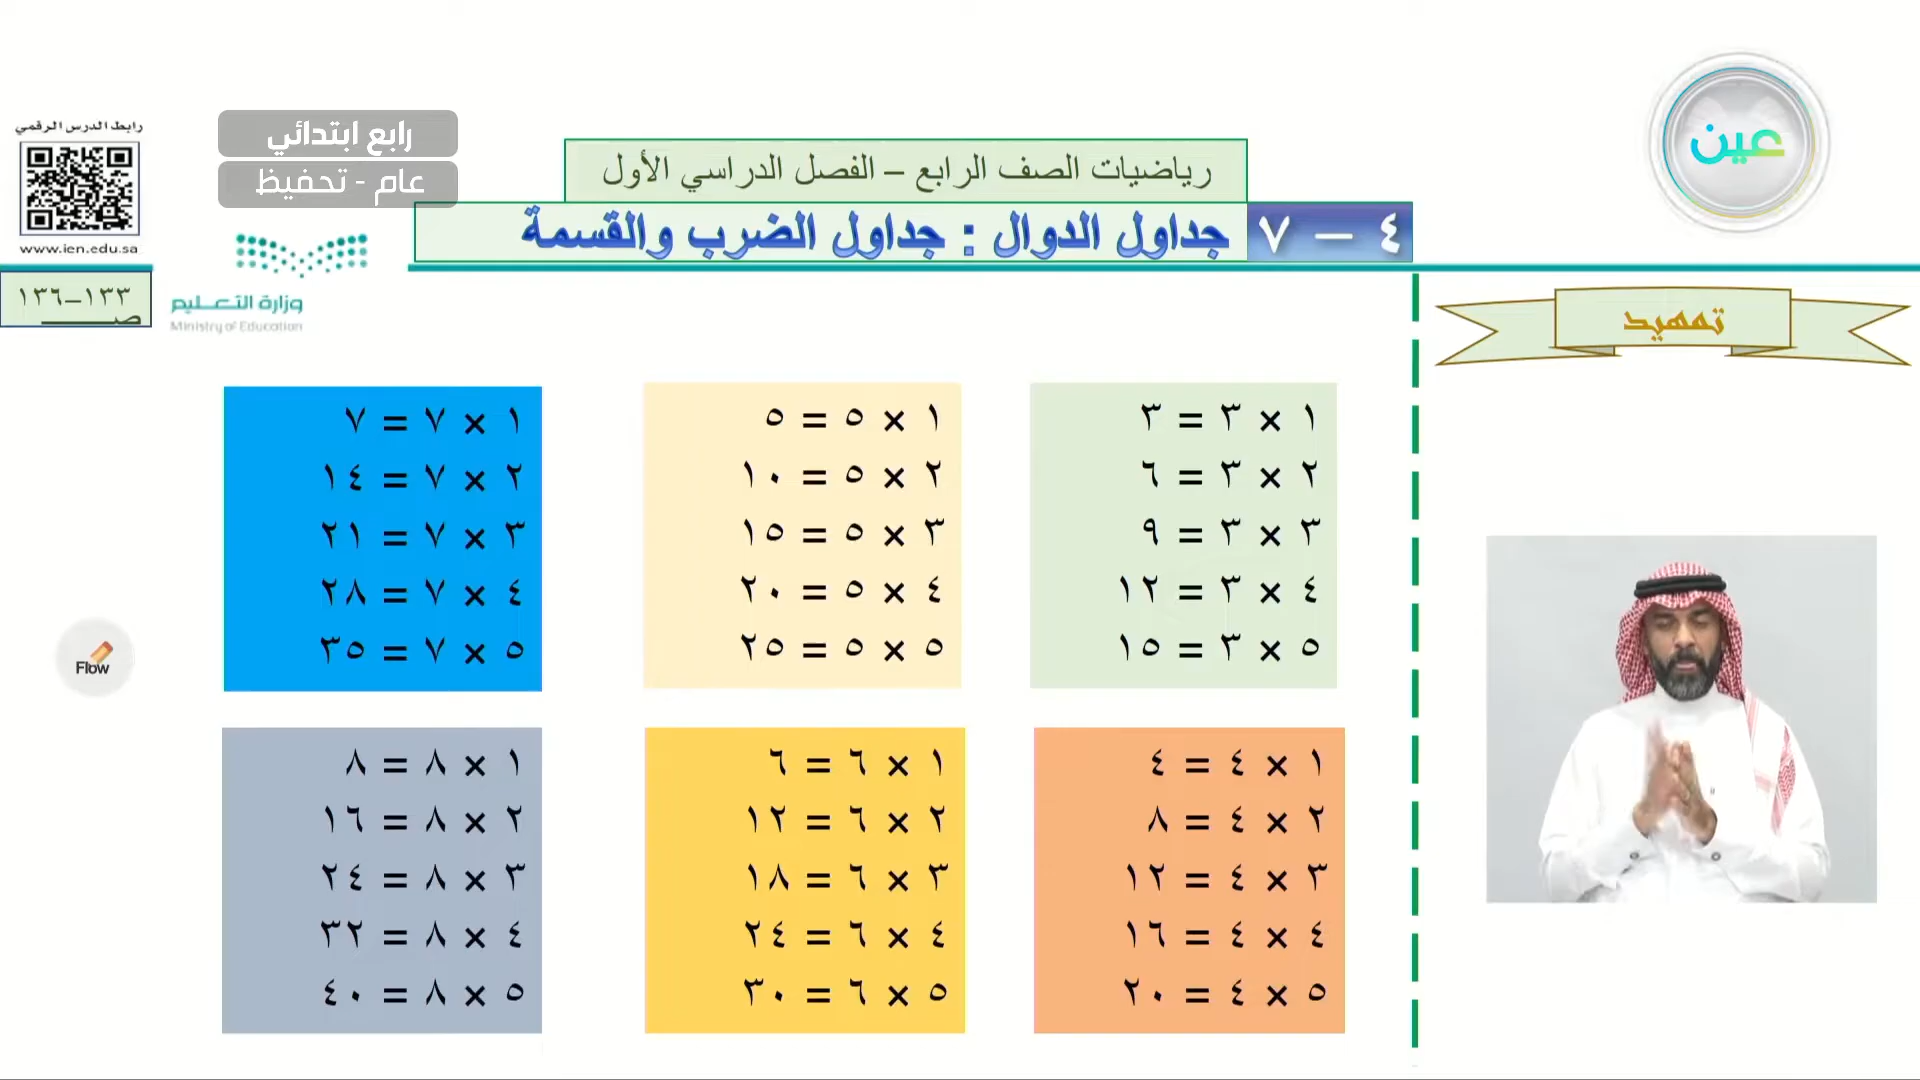 عين
رابع ابتدائي
عام - تحفيظ
رابط الدرس الرقمي
www.ien.edu.sa
رياضيات الصف الرابع – الفصل الدراسي الأول
٤ – ٧ جداول الدوال : جداول الضرب والقسمة
وزارة التعليم
Ministry of Education
١٣٣–١٣٦
صـ
تمهيد
١ × ٣ = ٣
٢ × ٣ = ٦
٣ × ٣ = ٩
٤ × ٣ = ١٢
٥ × ٣ = ١٥
١ × ٥ = ٥
٢ × ٥ = ١٠
٣ × ٥ = ١٥
٤ × ٥ = ٢٠
٥ × ٥ = ٢٥
١ × ٧ = ٧
٢ × ٧ = ١٤
٣ × ٧ = ٢١
٤ × ٧ = ٢٨
٥ × ٧ = ٣٥
١ × ٤ = ٤
٢ × ٤ = ٨
٣ × ٤ = ١٢
٤ × ٤ = ١٦
٥ × ٤ = ٢٠
١ × ٦ = ٦
٢ × ٦ = ١٢
٣ × ٦ = ١٨
٤ × ٦ = ٢٤
٥ × ٦ = ٣٠
١ × ٨ = ٨
٢ × ٨ = ١٦
٣ × ٨ = ٢٤
٤ × ٨ = ٣٢
٥ × ٨ = ٤٠
Flow